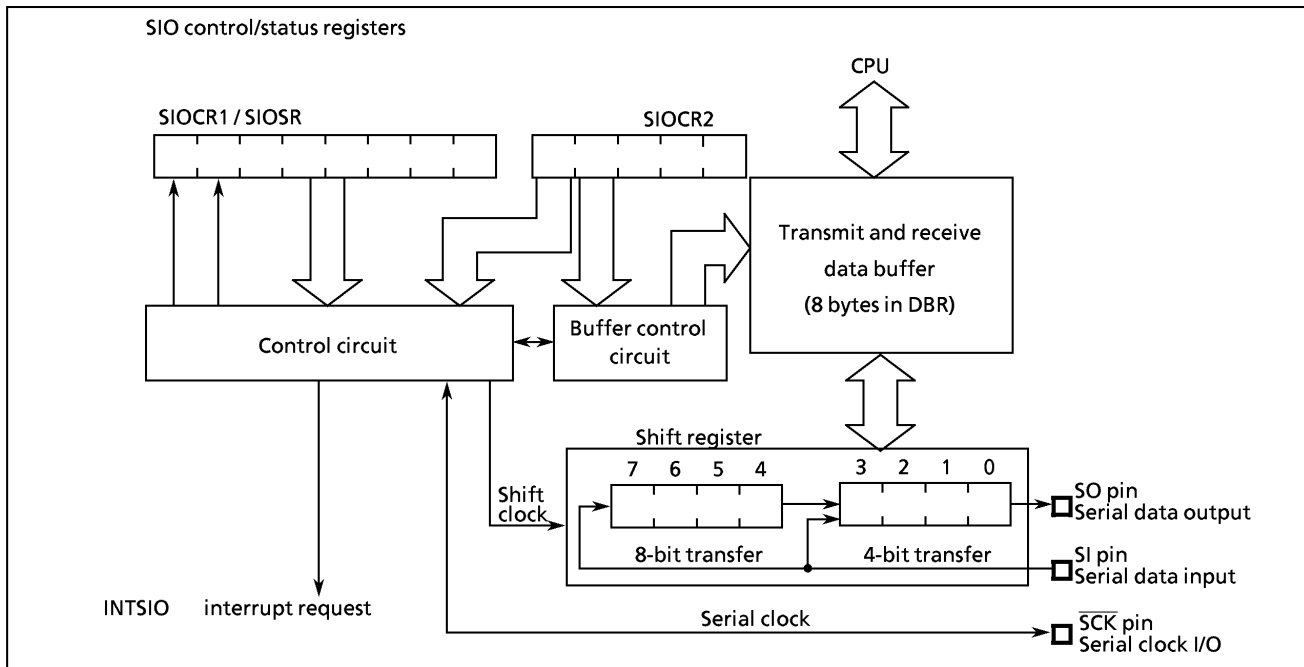 SIO control/status registers
CPU
SIOCR1 / SIOSR
SIOCR2
Transmit and receive
data buffer
(8 bytes in DBR)
Control circuit
Buffer control
circuit
Shift register
7 6 5 4
3 2 1 0
Shift
clock
SO pin
Serial data output
8-bit transfer
4-bit transfer
SI pin
Serial data input
INTSIO interrupt request
Serial clock
SCK pin
Serial clock I/O